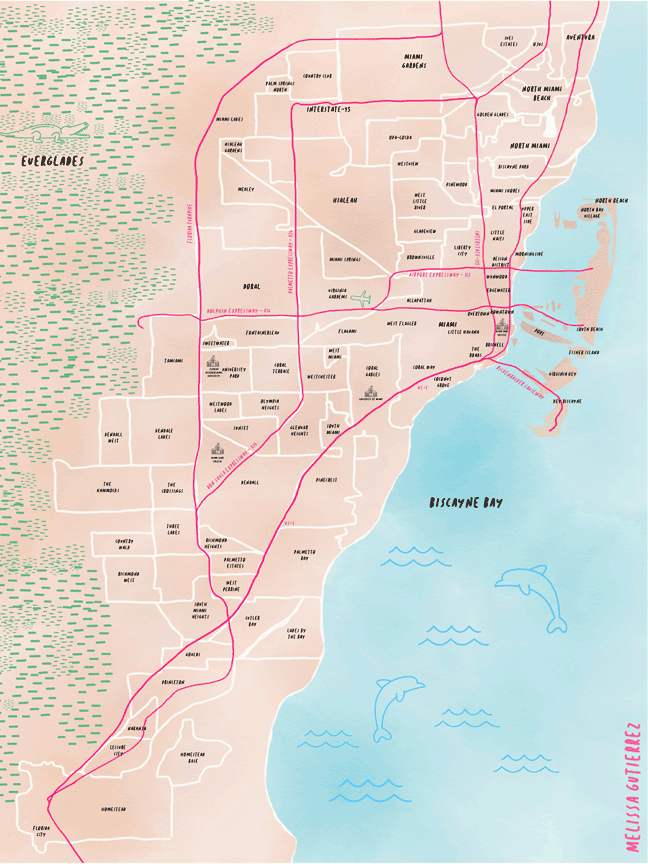 AVENTURA
IVES
ESTATES
OJUS
MIAMI
GARDENS
COUNTRY CLUB
PALM SPRINGS
NORTH
NORTH MIAMI
BEACH
INTERSTATE-95
GOLDEN GLADES
MIAMI LAKES
OPA-LOCKA
NORTH MIAMI
HIALEAH
GARDENS
WESTVIEW
BISCAYNE PARK
EVERGLADES
MEDLEY
PINEWOOD
MIAMI SHORES
HIALEAH
WEST
LITTLE
RIVER
EL PORTAL
UPPER
EAST
SIDE
NORTH BEACH
NORTH BAY
VILLAGE
FLORIDA TURNPIKE
GLADEVIEW
LITTLE
HAITI
PALMETTO EXPRESSWAY - 826
LIBERTY
CITY
MIAMI SPRINGS
BROWNSVILLE
DESIGN
DISTRICT
MORNINGSIDE
AIRPORT EXPRESSWAY - 112
WYNWOOD
DORAL
EDGEWATER
VIRGINIA
GARDENS
ALLAPATTAH
DOLPHIN EXPRESSWAY - 836
OVERTOWN
DOWNTOWN
FONTAINEBLEAU
FLAGAMI
WEST FLAGLER
MIAMI
LITTLE HAVANA
PORT
SOUTH BEACH
SWEETWATER
BRICKELL
THE
ROADS
FISHER ISLAND
TAMIAMI
UNIVERSITY
PARK
CORAL
TERRACE
WEST
MIAMI
WESTCHESTER
CORAL
GABLES
CORAL WAY
COCONUT
GROVE
VIRGINIA KEY
RICKENBACKER CAUSEWAY
KEY BISCAYNE
US-1
WESTWOOD
LAKES
OLYMPIA
HEIGHTS
KENDALL
WEST
KENDALE
LAKES
SUNSET
GLENVAR
HEIGHTS
SOUTH
MIAMI
DON SHULA EXPRESSWAY - 874
THE
HAMMOCKS
THE
CROSSINGS
KENDALL
PINECREST
BISCAYNE BAY
THREE
LAKES
US-1
COUNTRY
WALK
RICHMOND
HEIGHTS
PALMETTO
ESTATES
PALMETTO
BAY
RICHMOND
WEST
WEST
PERRINE
SOUTH
MIAMI
HEIGHTS
CUTLER
BAY
LAKES BY
THE BAY
GOULDS
PRINCETON
NARANJA
LEISURE
CITY
HOMESTEAD
BASE
HOMESTEAD
FLORIDA
CITY
MELISSA GUTIERREZ